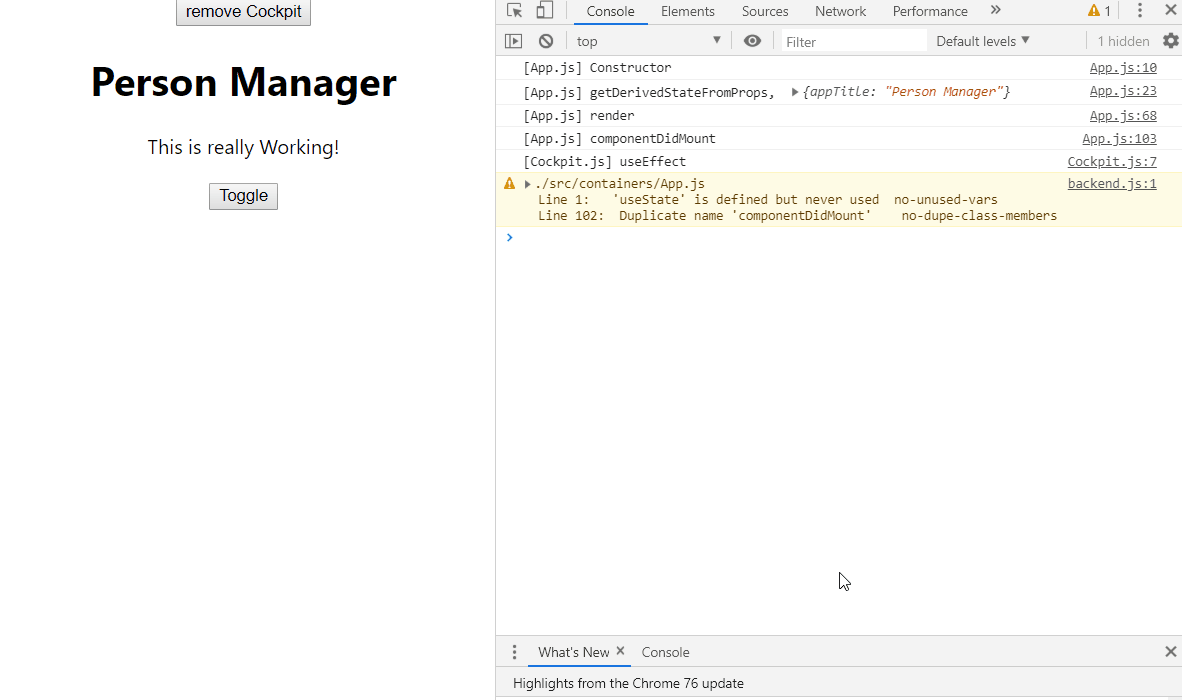 remove Cockpit
Person Manager
This is really Working!
Toggle
Console Elements Sources Network Performance » 1
top ▼ Filter Default levels ▼ 1 hidden
[App.js] Constructor App.js:10
[App.js] getDerivedStateFromProps, ▶{appTitle: "Person Manager"} App.js:23
[App.js] render App.js:68
[App.js] componentDidMount App.js:103
[Cockpit.js] useEffect Cockpit.js:7
▶./src/containers/App.js backend.js:1
Line 1: 'useState' is defined but never used no-unused-vars
Line 102: Duplicate name 'componentDidMount' no-dupe-class-members
What's New × Console
Highlights from the Chrome 76 update